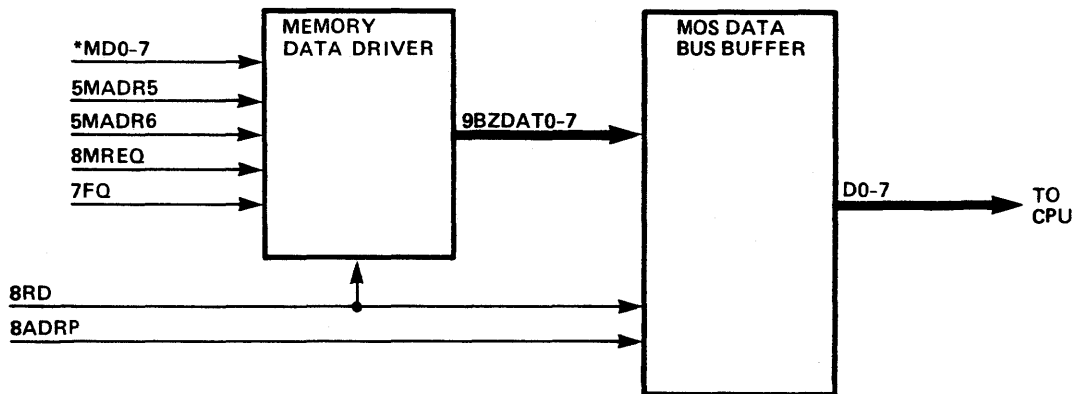 MEMORY
DATA DRIVER
MOS DATA
BUS BUFFER
*MD0-7
5MADR5
5MADR6
8MREQ
7FQ
9BZDAT0-7
D0-7
TO
CPU
8RD
8ADRP